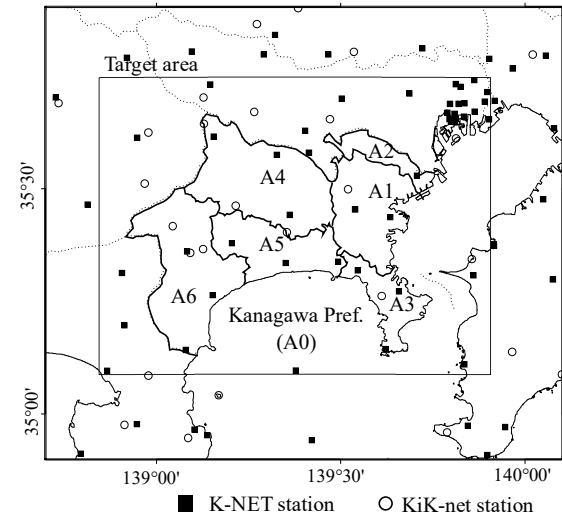 Target area
A2
A4
A1
A5
A6
A3
Kanagawa Pref.
(A0)
35°30'
35°00'
139°00'
139°30'
140°00'
K-NET station
KiK-net station